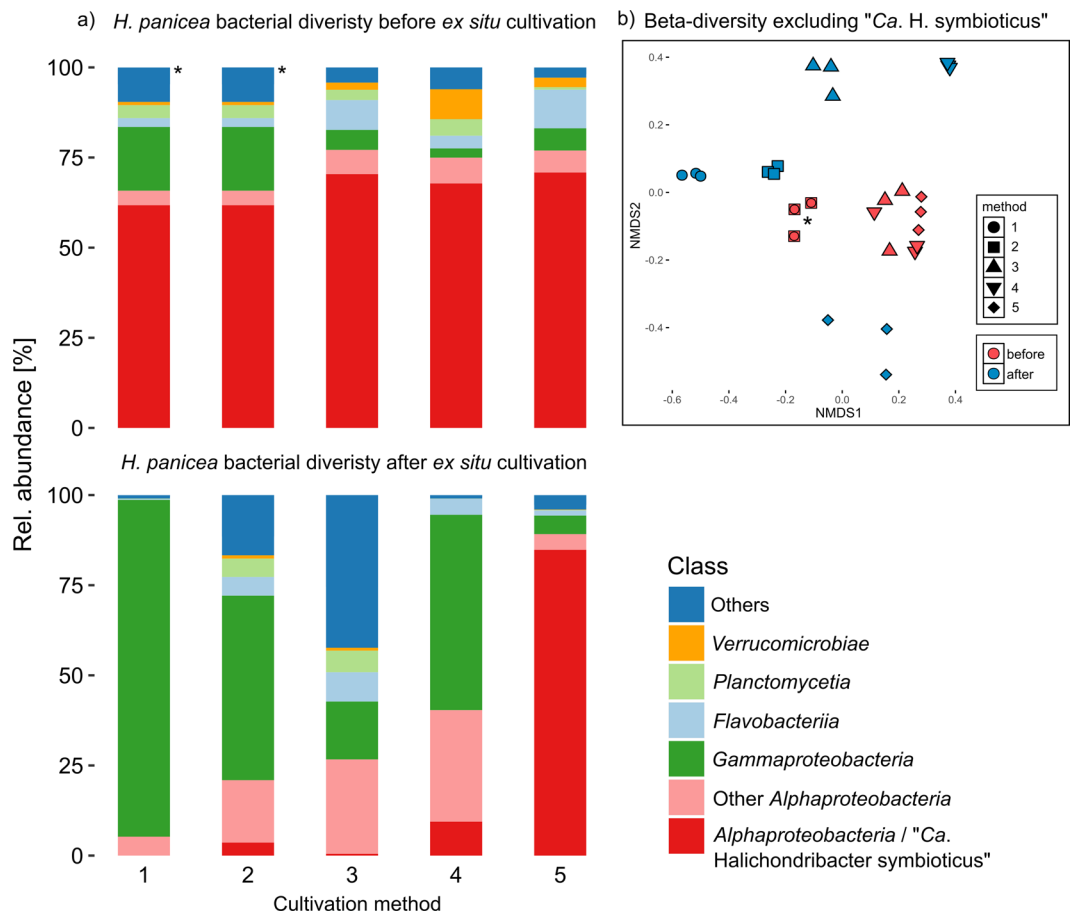 a) H. panicea bacterial diveristy before ex situ cultivation
100
*
*
75
50
25
0
H. panicea bacterial diveristy after ex situ cultivation
100
75
50
25
0
1 2 3 4 5
Cultivation method
Rel. abundance [%]
b) Beta-diversity excluding "Ca. H. symbioticus"
0.4
0.2
0.0
-0.2
-0.4
NMDS2
*
-0.6 -0.4 -0.2 0.0 0.2 0.4
NMDS1
method
1
2
3
4
5
before
after
Class
Others
Verrucomicrobiae
Planctomycetia
Flavobacteriia
Gammaproteobacteria
Other Alphaproteobacteria
Alphaproteobacteria / "Ca.
Halichondribacter symbioticus"